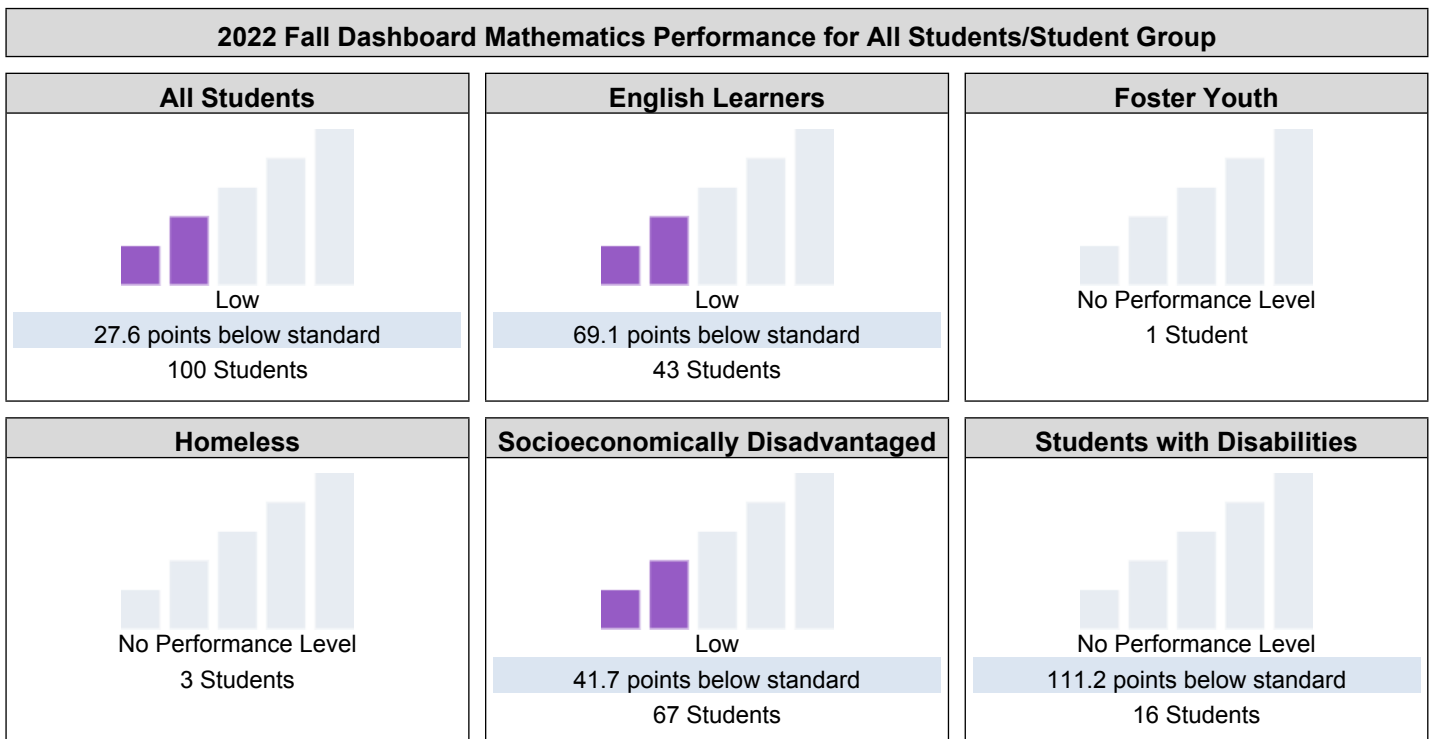 2022 Fall Dashboard Mathematics Performance for All Students/Student Group
All Students
Low
27.6 points below standard
100 Students
English Learners
Low
69.1 points below standard
43 Students
Foster Youth
No Performance Level
1 Student
Homeless
No Performance Level
3 Students
Socioeconomically Disadvantaged
Low
41.7 points below standard
67 Students
Students with Disabilities
No Performance Level
111.2 points below standard
16 Students